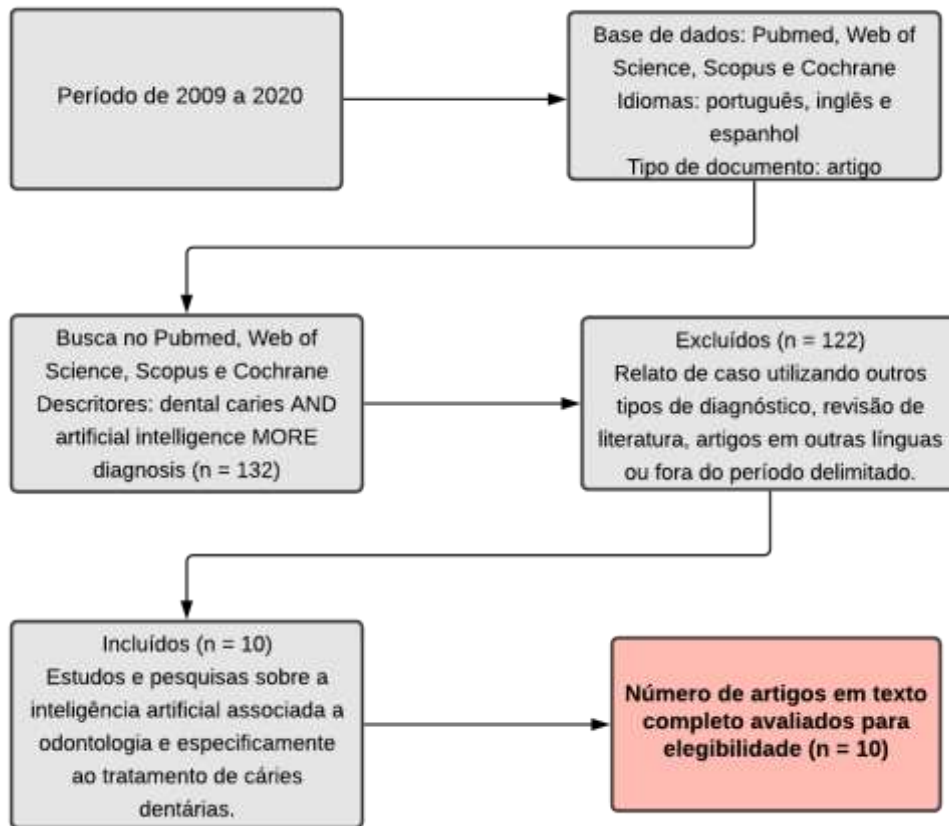 Período de 2009 a 2020
Base de dados: Pubmed, Web of
Science, Scopus e Cochrane
Idiomas: português, inglês e
espanhol
Tipo de documento: artigo
Busca no Pubmed, Web of
Science, Scopus e Cochrane
Descritores: dental caries AND
artificial intelligence MORE
diagnosis (n = 132)
Excluídos (n = 122)
Relato de caso utilizando outros
tipos de diagnóstico, revisão de
literatura, artigos em outras línguas
ou fora do período delimitado.
Incluídos (n = 10)
Estudos e pesquisas sobre a
inteligência artificial associada a
odontologia e especificamente
ao tratamento de cáries
dentárias.
Número de artigos em texto
completo avaliados para
elegibilidade (n = 10)